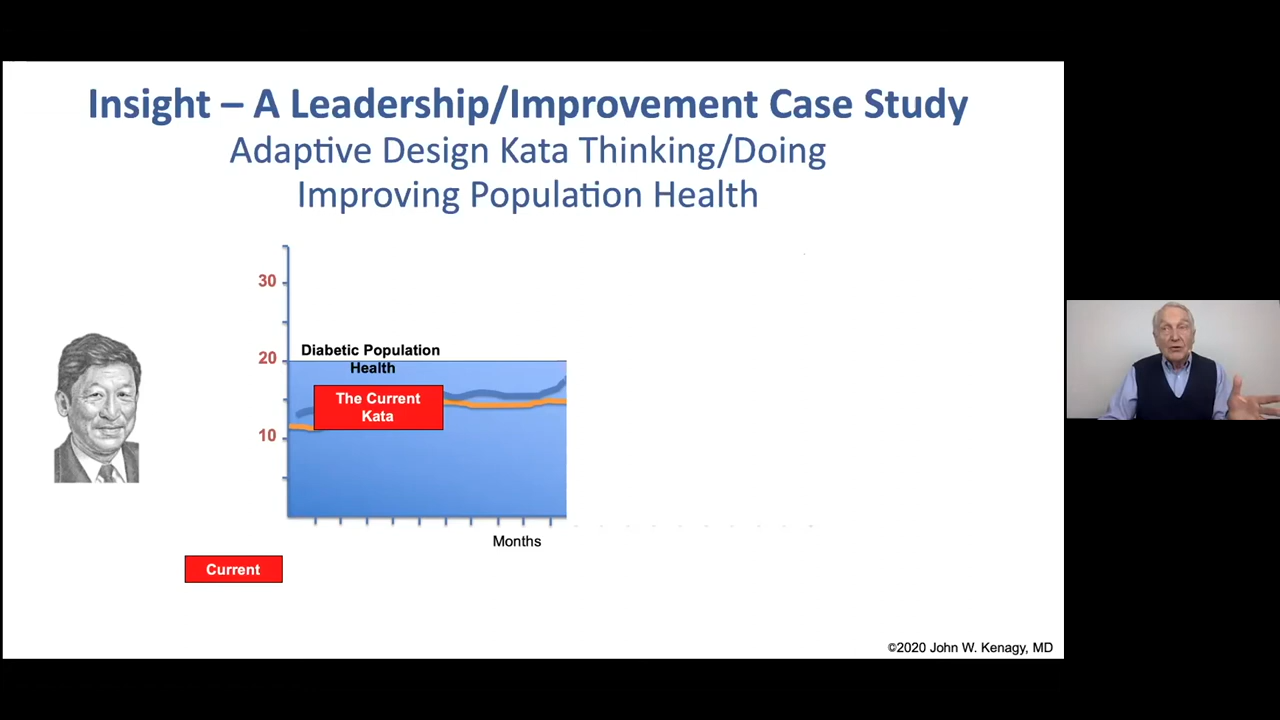 Insight – A Leadership/Improvement Case Study
Adaptive Design Kata Thinking/Doing
Improving Population Health
30
20
10
Diabetic Population
Health
The Current
Kata
Months
Current
©2020 John W. Kenagy, MD